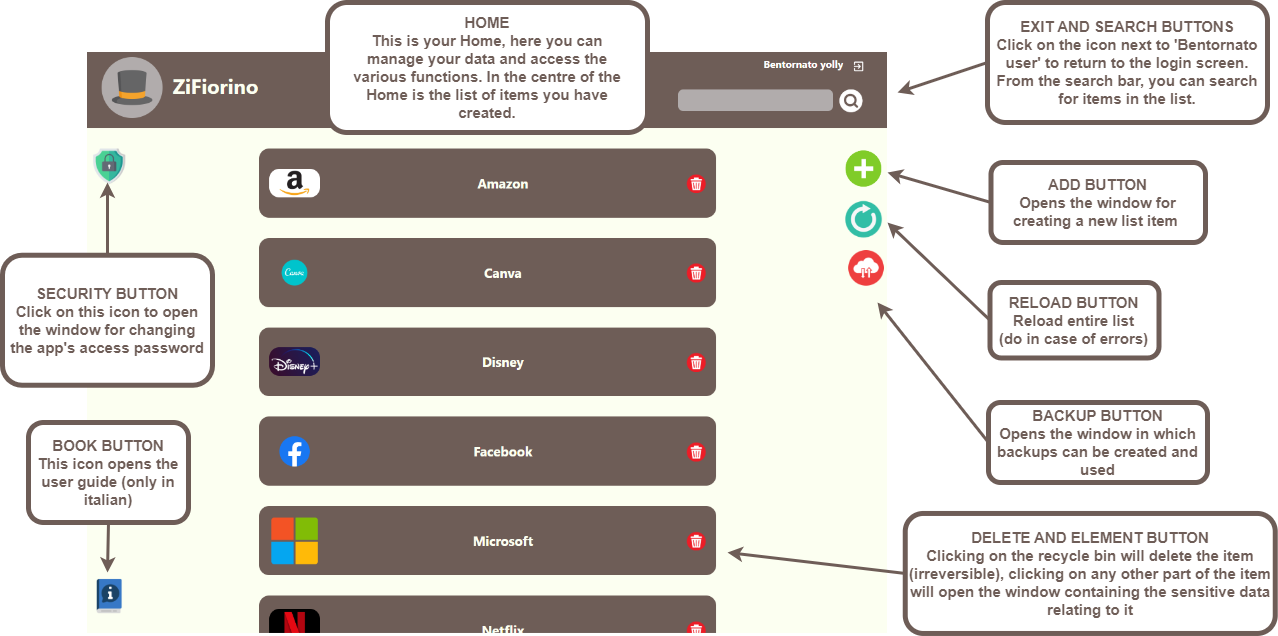 HOME
This is your Home, here you can
manage your data and access the
various functions. In the centre of the
Home is the list of items you have
created.
EXIT AND SEARCH BUTTONS
Click on the icon next to 'Bentornato
user' to return to the login screen.
From the search bar, you can search
for items in the list.
ZiFiorino
Bentornato yolly
a
Amazon
ADD BUTTON
Opens the window for
creating a new list item
SECURITY BUTTON
Click on this icon to open
the window for changing
the app's access password
Canva
Canva
RELOAD BUTTON
Reload entire list
(do in case of errors)
Disney+
Disney
BOOK BUTTON
This icon opens the
user guide (only in
italian)
f
Facebook
BACKUP BUTTON
Opens the window in which
backups can be created and
used
Microsoft
DELETE AND ELEMENT BUTTON
Clicking on the recycle bin will delete the item
(irreversible), clicking on any other part of the item
will open the window containing the sensitive data
relating to it
i
N
Netflix